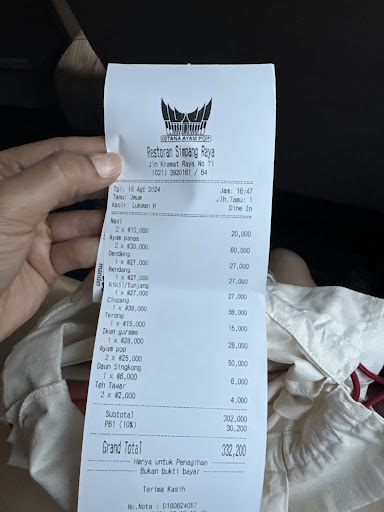 ISTANA AYAM POP
Restoran Simpang Raya
Jln Kramat Raya No 71
(021) 3920161 / 64
Tgl: 18 Agt 2024 Jam: 16:47
Tamu: Umum Jlh.Tamu: 1
Kasir: Lukman H Dine In
Nasi
2 x @10,000 20,000
Ayam panas
2 x @30,000 60,000
Dendeng
1 x @27,000 27,000
Rendang
1 x @27,000 27,000
Kikil/tunjang
1 x @27,000 27,000
Cincang
1 x @38,000 38,000
Terong
1 x @15,000 15,000
Ikan gurame
1 x @28,000 28,000
Ayam pop
2 x @25,000 50,000
Daun Singkong
1 x @6,000 6,000
Teh Tawar
2 x @2,000 4,000
Subtotal 302,000
PB1 (10%) 30,200
Grand Total 332,200
Hanya untuk Penagihan
Bukan bukti bayar
Terima Kasih
No.Nota : D180824057